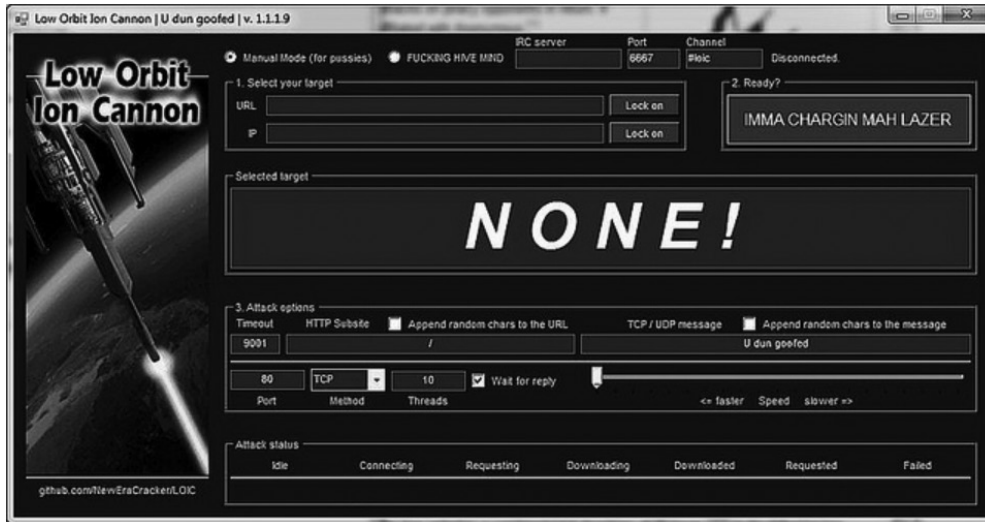 Low Orbit Ion Cannon | U dun goofed | v. 1.1.1.9
Low Orbit
Ion Cannon
Manual Mode (for pussies)
FUCKING HIVE MIND
IRC server
Port
Channel
6667
#loic
Disconnected.
1. Select your target
URL
Lock on
IP
Lock on
2. Ready?
IMMA CHARGIN MAH LAZER
Selected target
NONE!
3. Attack options
Timeout
HTTP Subsite
Append random chars to the URL
TCP / UDP message
Append random chars to the message
9001
/
U dun goofed
80
TCP
10
Wait for reply
Port
Method
Threads
<= faster
Speed
slower =>
Attack status
Idle
Connecting
Requesting
Downloading
Downloaded
Requested
Failed
github.com/NewEraCracker/LOIC